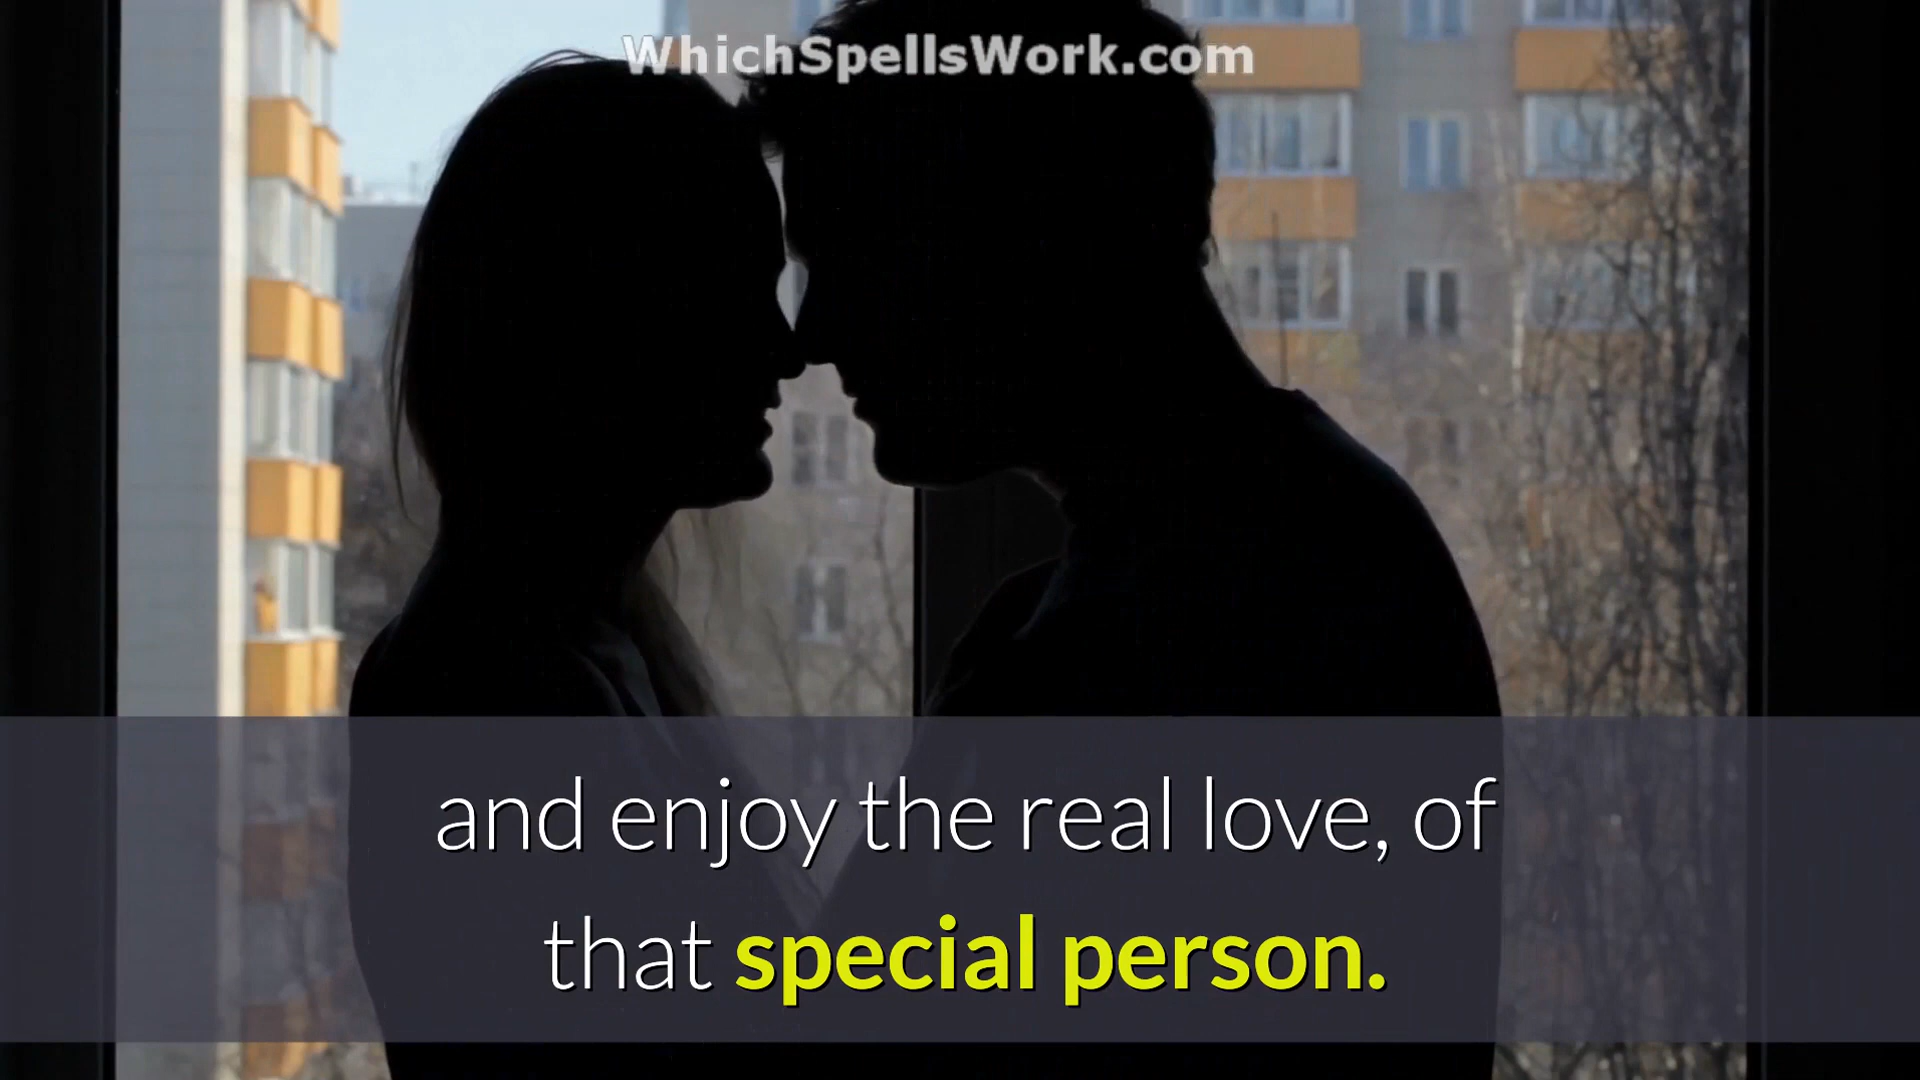 WhichSpellsWork.com
and enjoy the real love, of
that special person.